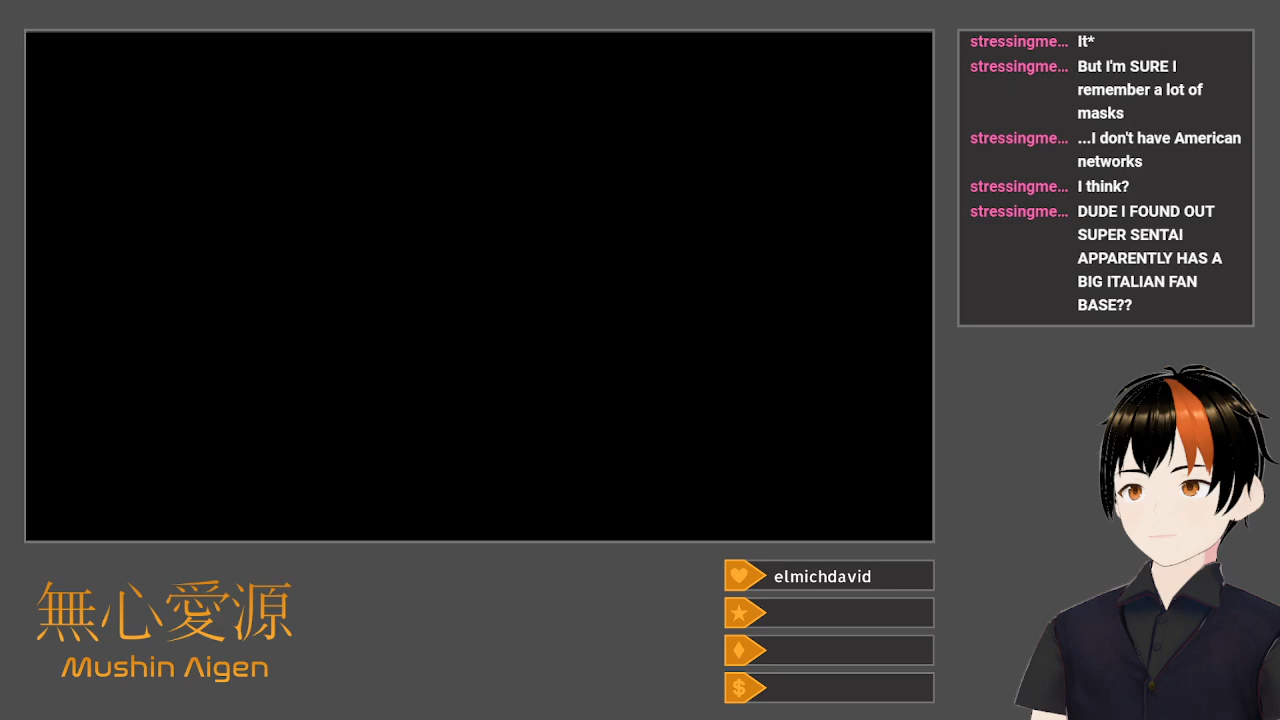 stressingme... It*
stressingme... But I'm SURE I
remember a lot of
masks
stressingme... ...I don't have American
networks
stressingme... I think?
stressingme... DUDE I FOUND OUT
SUPER SENTAI
APPARENTLY HAS A
BIG ITALIAN FAN
BASE??
elmichdavid
$
無心愛源
Mushin Aigen